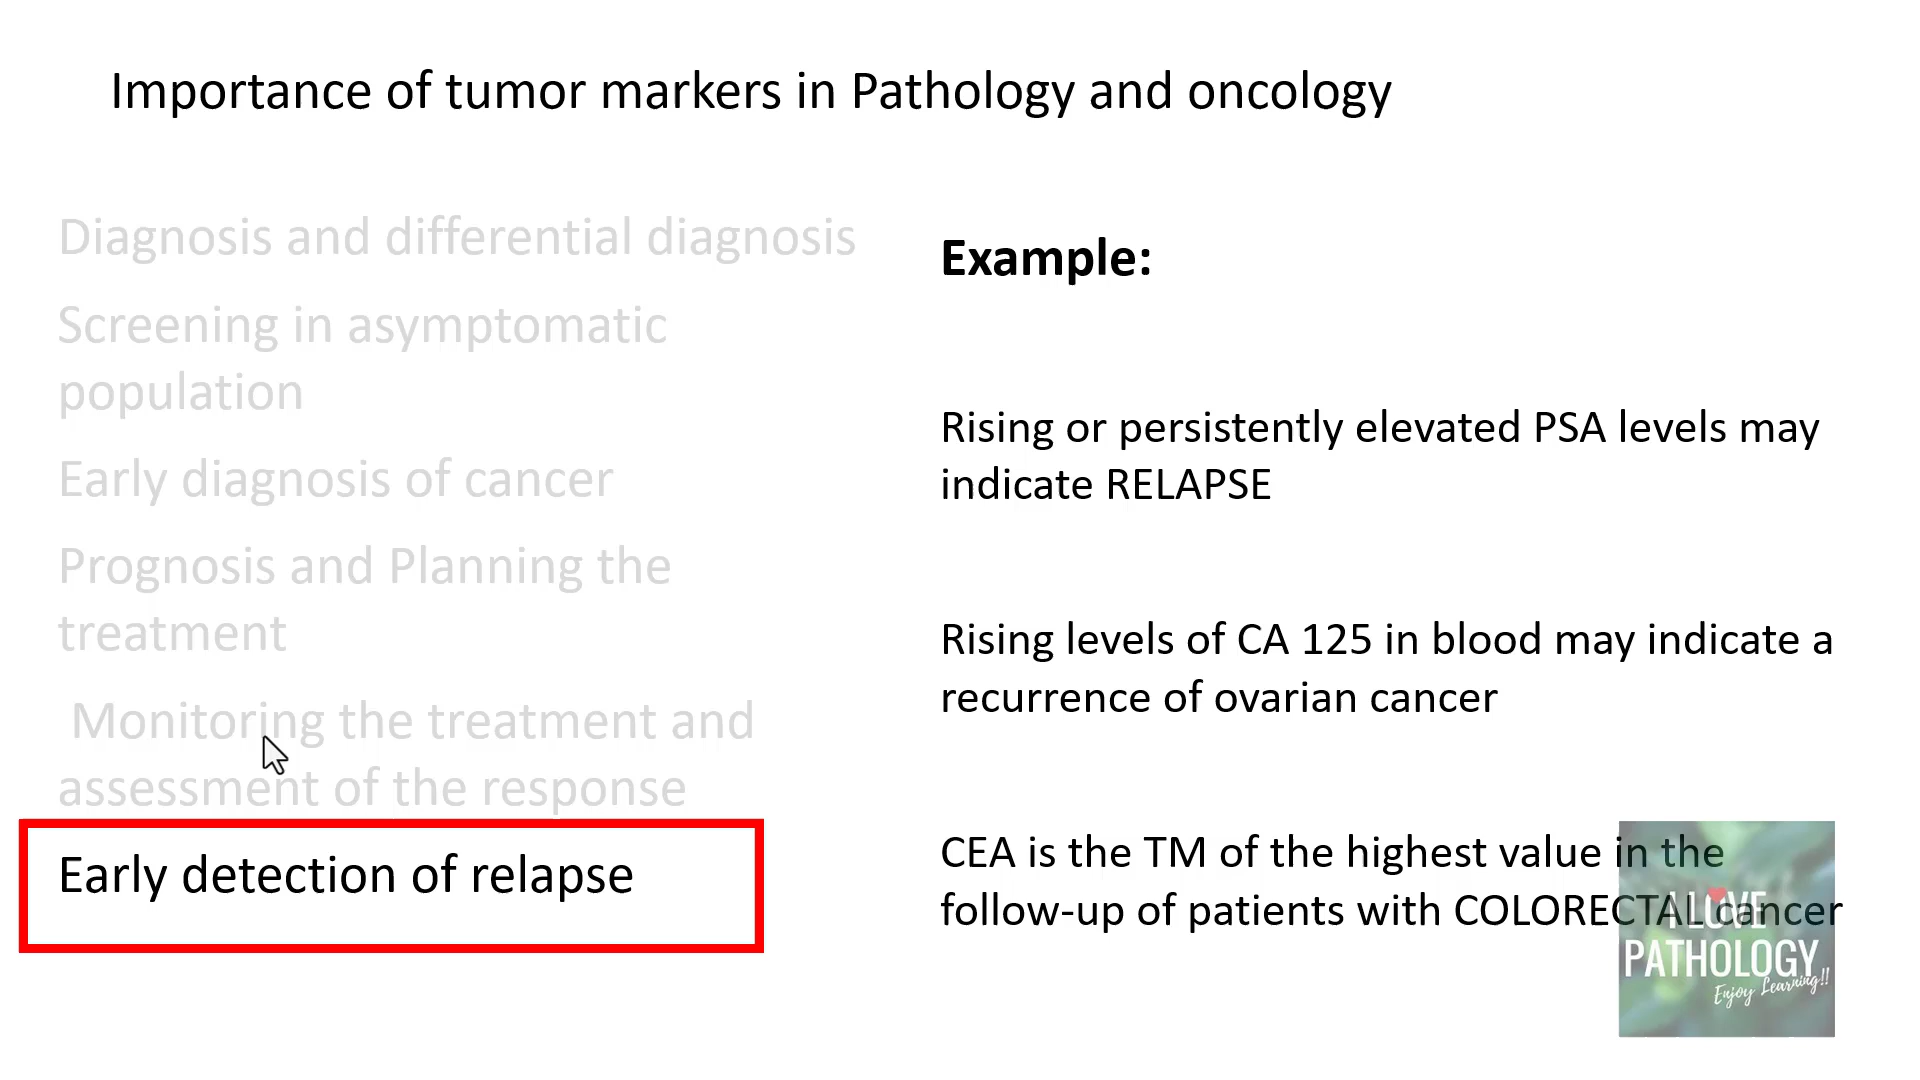 Importance of tumor markers in Pathology and oncology
Diagnosis and differential diagnosis
Screening in asymptomatic
population
Early diagnosis of cancer
Prognosis and Planning the
treatment
Monitoring the treatment and
assessment of the response
Early detection of relapse
Example:
Rising or persistently elevated PSA levels may
indicate RELAPSE
Rising levels of CA 125 in blood may indicate a
recurrence of ovarian cancer
CEA is the TM of the highest value in the
follow-up of patients with COLORECTAL cancer
I LOVE
PATHOLOGY
Enjoy Learning!!